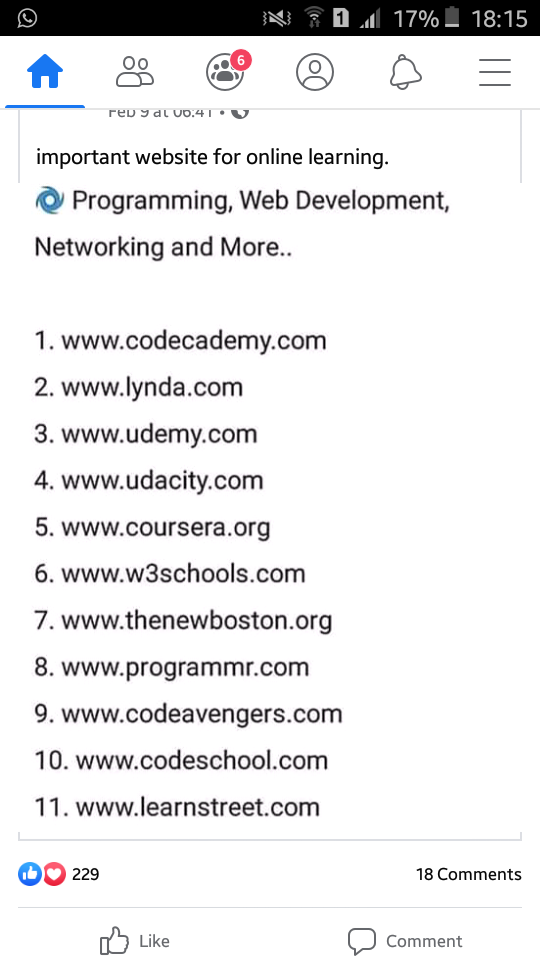 17% 18:15
6
Feb 9 at 06:41 •
important website for online learning.
Programming, Web Development,
Networking and More..
1. www.codecademy.com
2. www.lynda.com
3. www.udemy.com
4. www.udacity.com
5. www.coursera.org
6. www.w3schools.com
7. www.thenewboston.org
8. www.programmr.com
9. www.codeavengers.com
10. www.codeschool.com
11. www.learnstreet.com
229 18 Comments
Like Comment